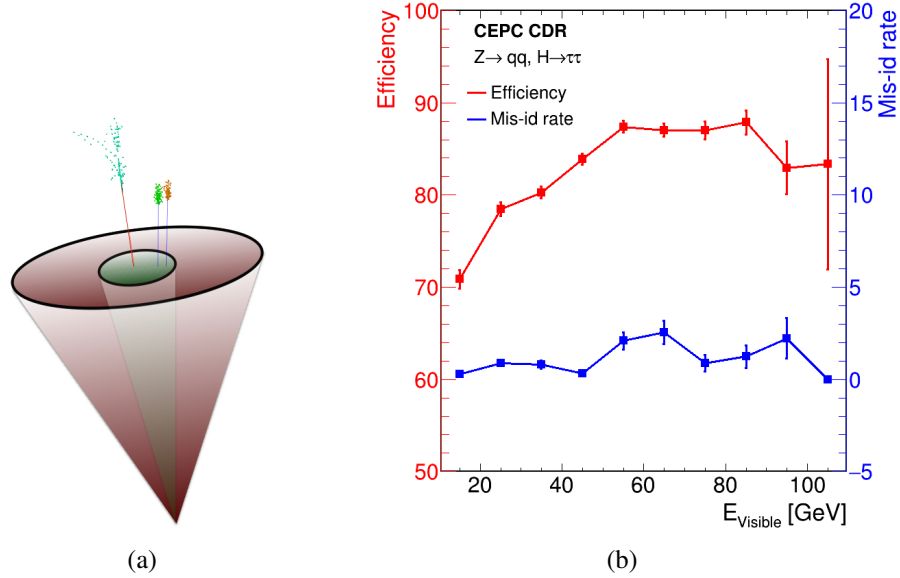 CEPC CDR
Z→ qq, H→ττ
Efficiency
Mis-id rate
Efficiency
100
90
80
70
60
50
Mis-id rate
20
15
10
5
0
−5
20 40 60 80 100
E_Visible [GeV]
(a)
(b)